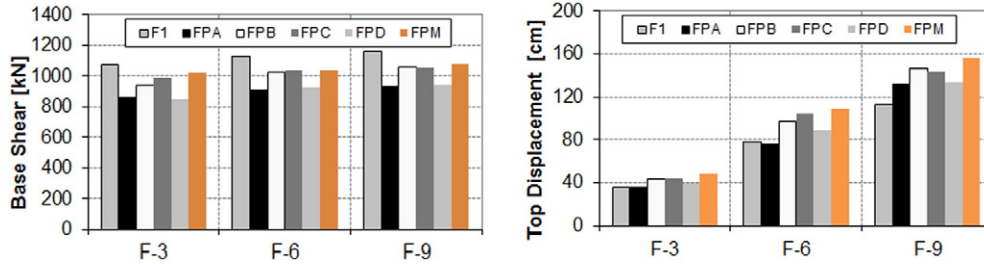 Base Shear [kN]
1400
1200
1000
800
600
400
200
0
F1 FPA FPB FPC FPD FPM
F-3 F-6 F-9
Top Displacement [cm]
200
160
120
80
40
0
F1 FPA FPB FPC FPD FPM
F-3 F-6 F-9